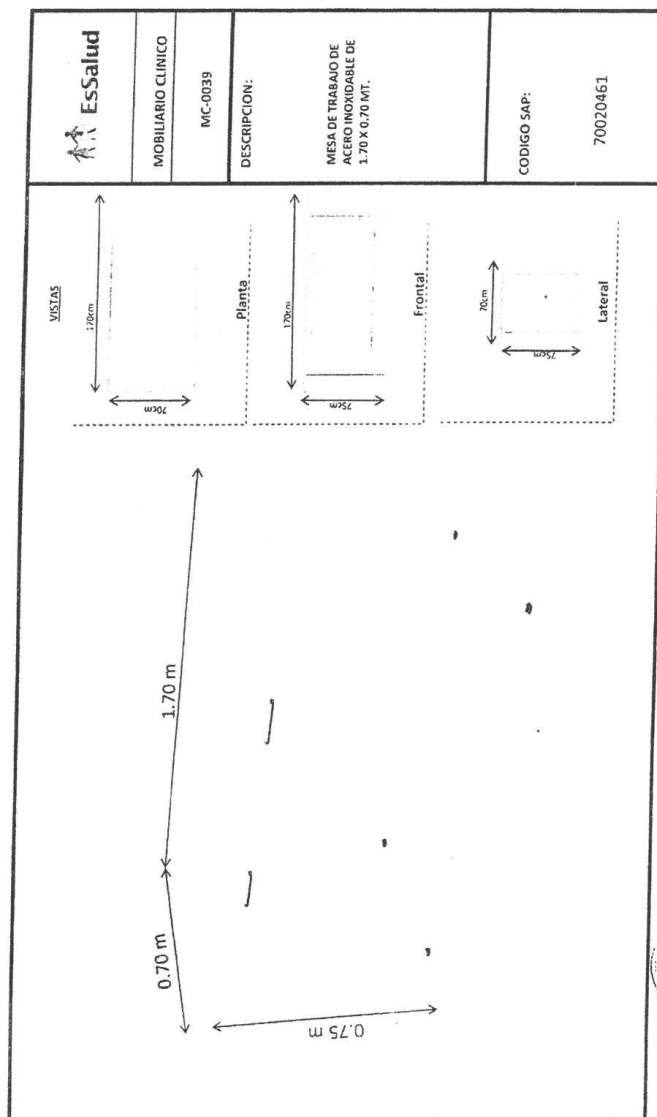 EsSalud
MOBILIARIO CLINICO
MC-0039
DESCRIPCION:
MESA DE TRABAJO DE
ACERO INOXIDABLE DE
1.70 X 0.70 MT.
CODIGO SAP:
70020461
VISTAS
170cm
70cm
Planta
170cm
75cm
Frontal
70cm
75cm
Lateral
1.70 m
0.70 m
0.75 m